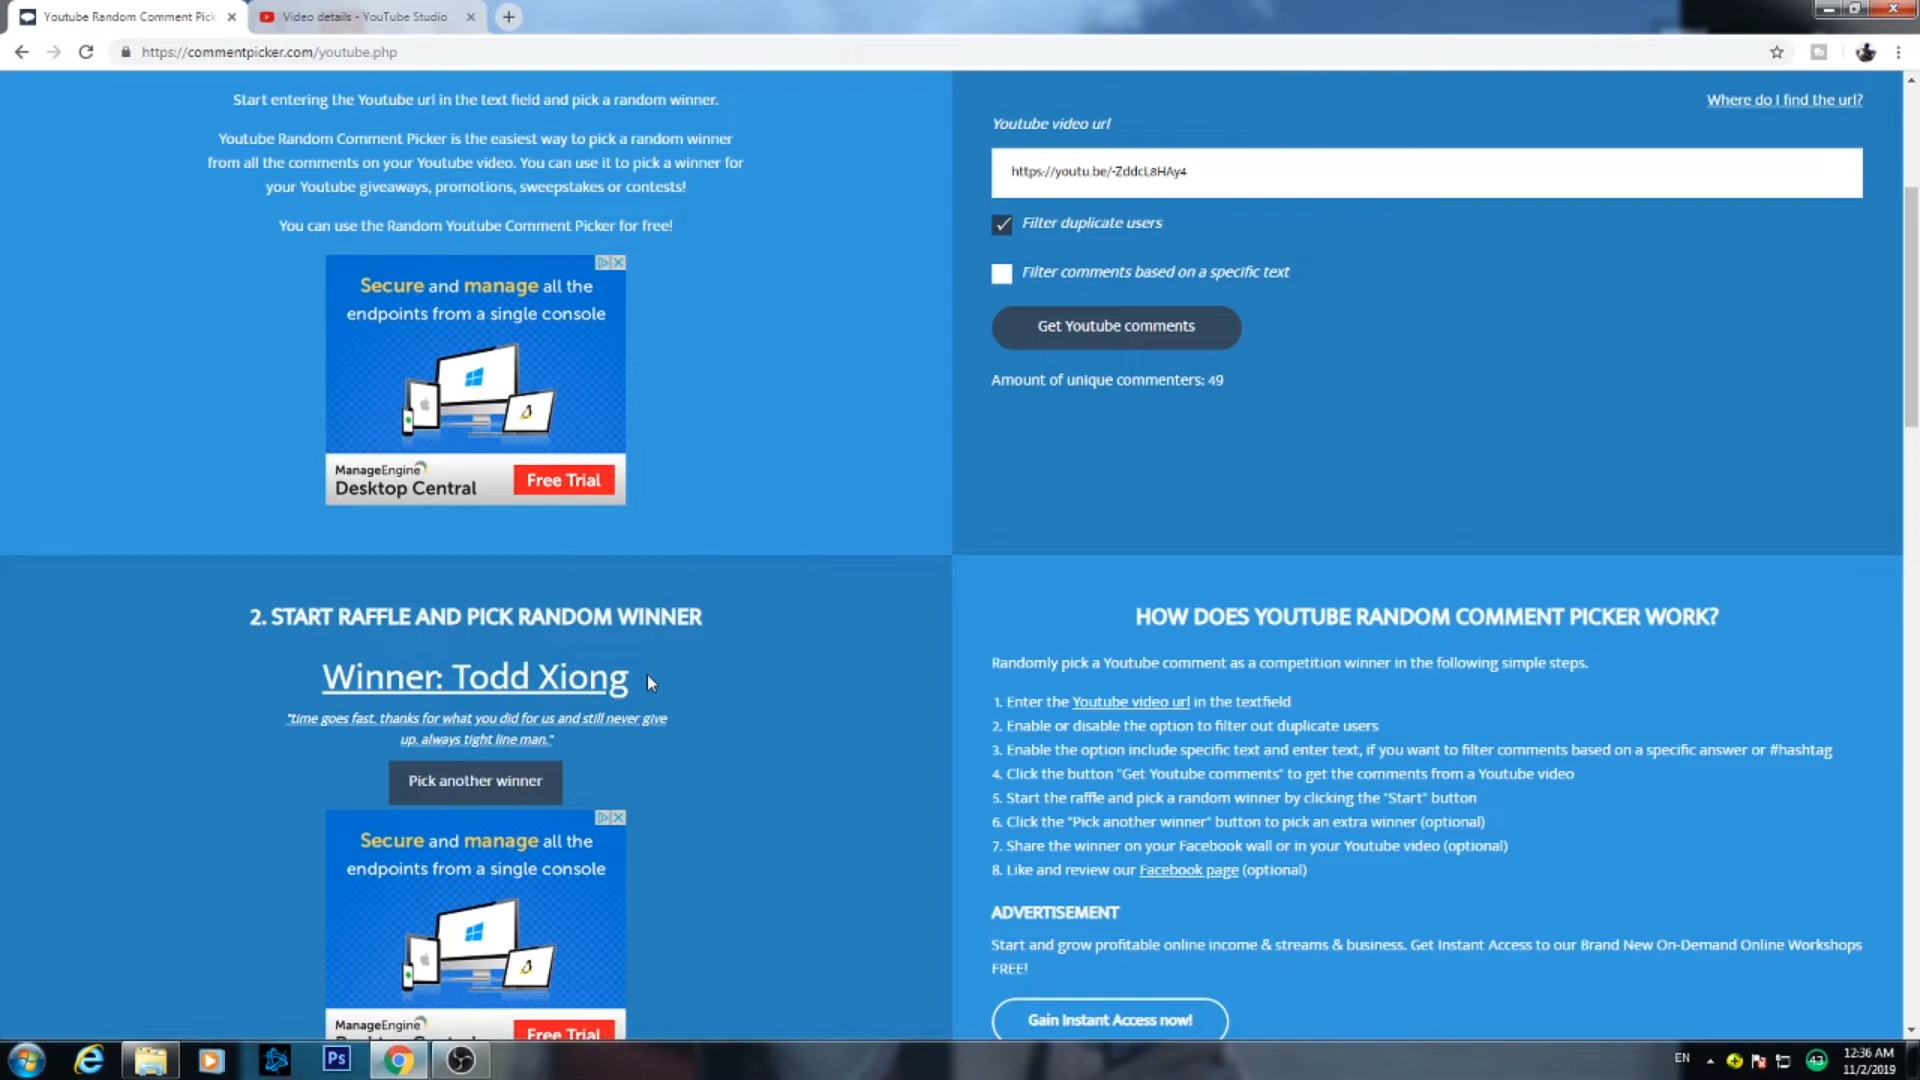 Youtube Random Comment Pick
Video details - YouTube Studio
https://commentpicker.com/youtube.php
Start entering the Youtube url in the text field and pick a random winner.
Youtube Random Comment Picker is the easiest way to pick a random winner
from all the comments on your Youtube video. You can use it to pick a winner for
your Youtube giveaways, promotions, sweepstakes or contests!
You can use the Random Youtube Comment Picker for free!
Secure and manage all the
endpoints from a single console
ManageEngine
Desktop Central
Free Trial
Where do I find the url?
Youtube video url
https://youtu.be/-ZddcL8HAy4
Filter duplicate users
Filter comments based on a specific text
Get Youtube comments
Amount of unique commenters: 49
2. START RAFFLE AND PICK RANDOM WINNER
Winner: Todd Xiong
"time goes fast. thanks for what you did for us and still never give
up. always tight line man."
Pick another winner
Secure and manage all the
endpoints from a single console
ManageEngine
Desktop Central
Free Trial
HOW DOES YOUTUBE RANDOM COMMENT PICKER WORK?
Randomly pick a Youtube comment as a competition winner in the following simple steps.
1. Enter the Youtube video url in the textfield
2. Enable or disable the option to filter out duplicate users
3. Enable the option include specific text and enter text, if you want to filter comments based on a specific answer or #hashtag
4. Click the button "Get Youtube comments" to get the comments from a Youtube video
5. Start the raffle and pick a random winner by clicking the "Start" button
6. Click the "Pick another winner" button to pick an extra winner (optional)
7. Share the winner on your Facebook wall or in your Youtube video (optional)
8. Like and review our Facebook page (optional)
ADVERTISEMENT
Start and grow profitable online income & streams & business. Get Instant Access to our Brand New On-Demand Online Workshops
FREE!
Gain Instant Access now!
Ps
EN
43
12:36 AM
11/2/2019